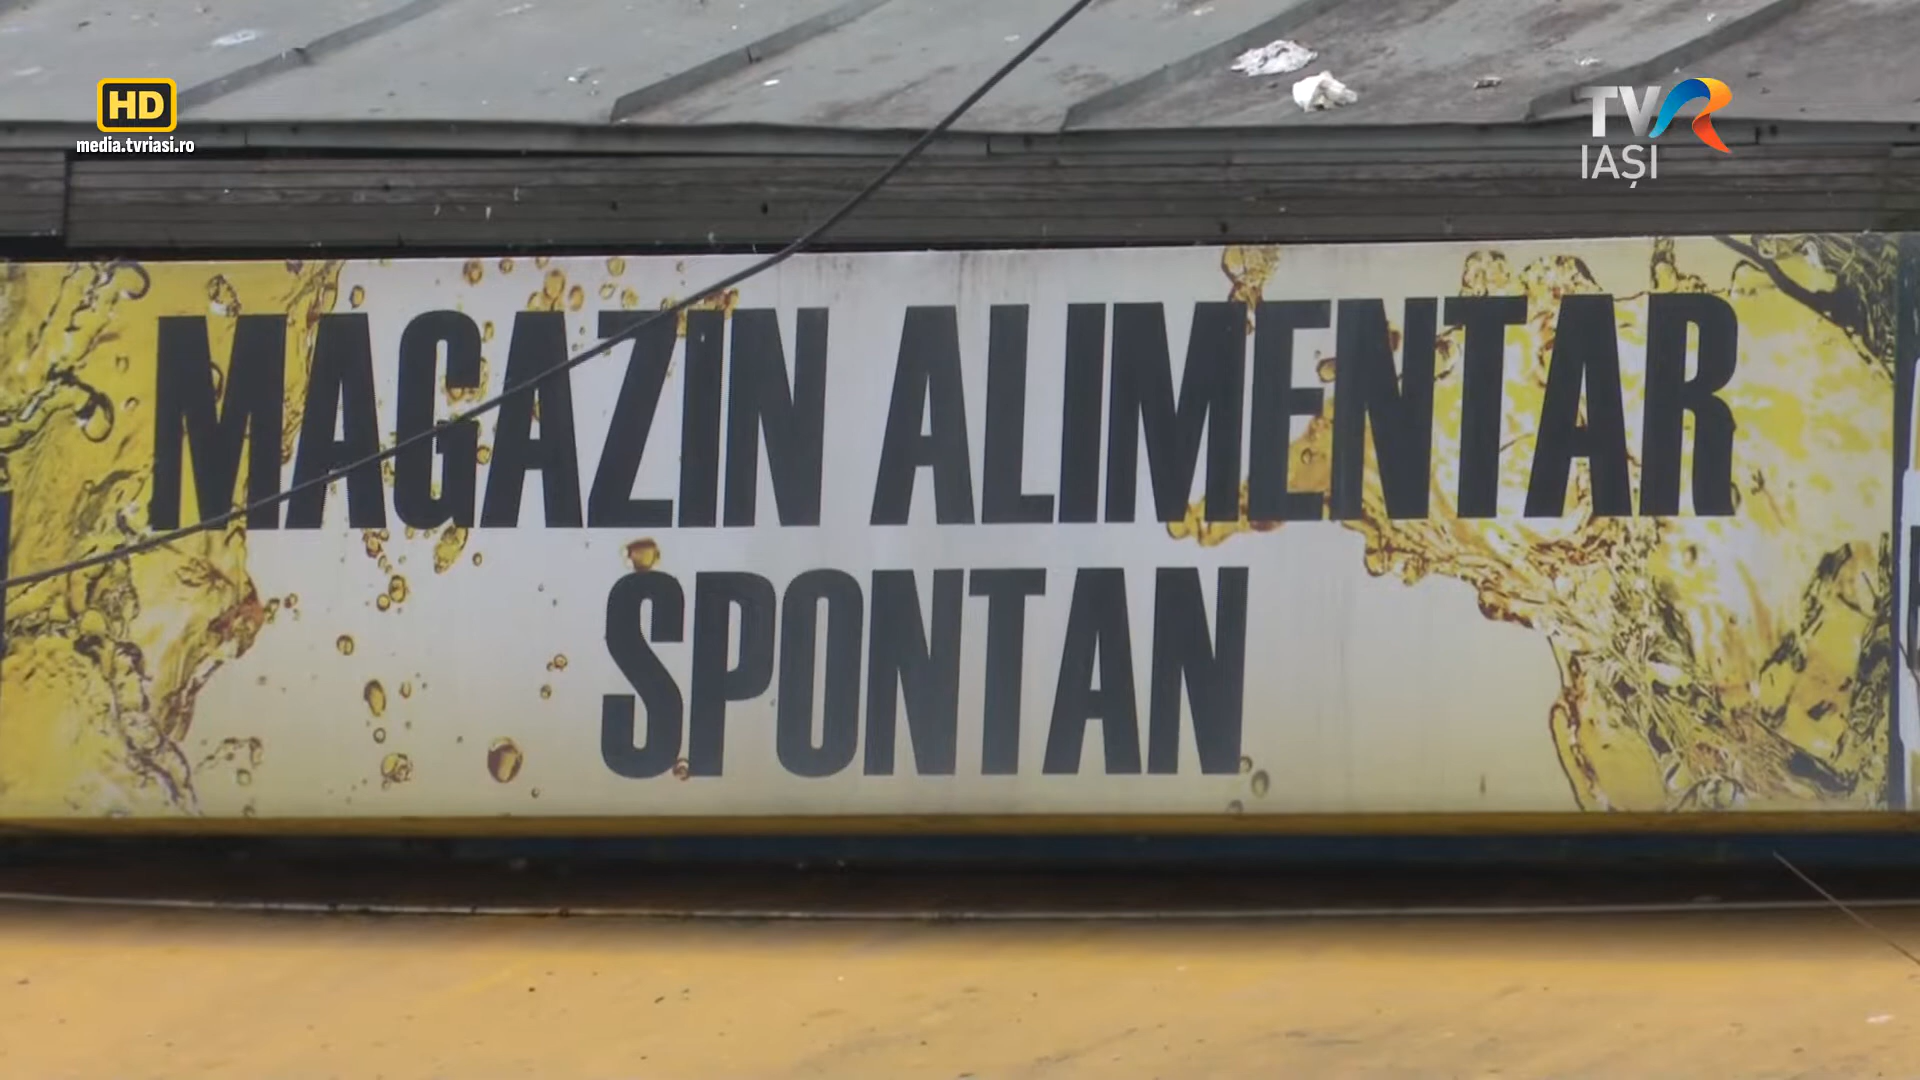 HD
media.tvriasi.ro
TVR
IAȘI
MAGAZIN ALIMENTAR
SPONTAN